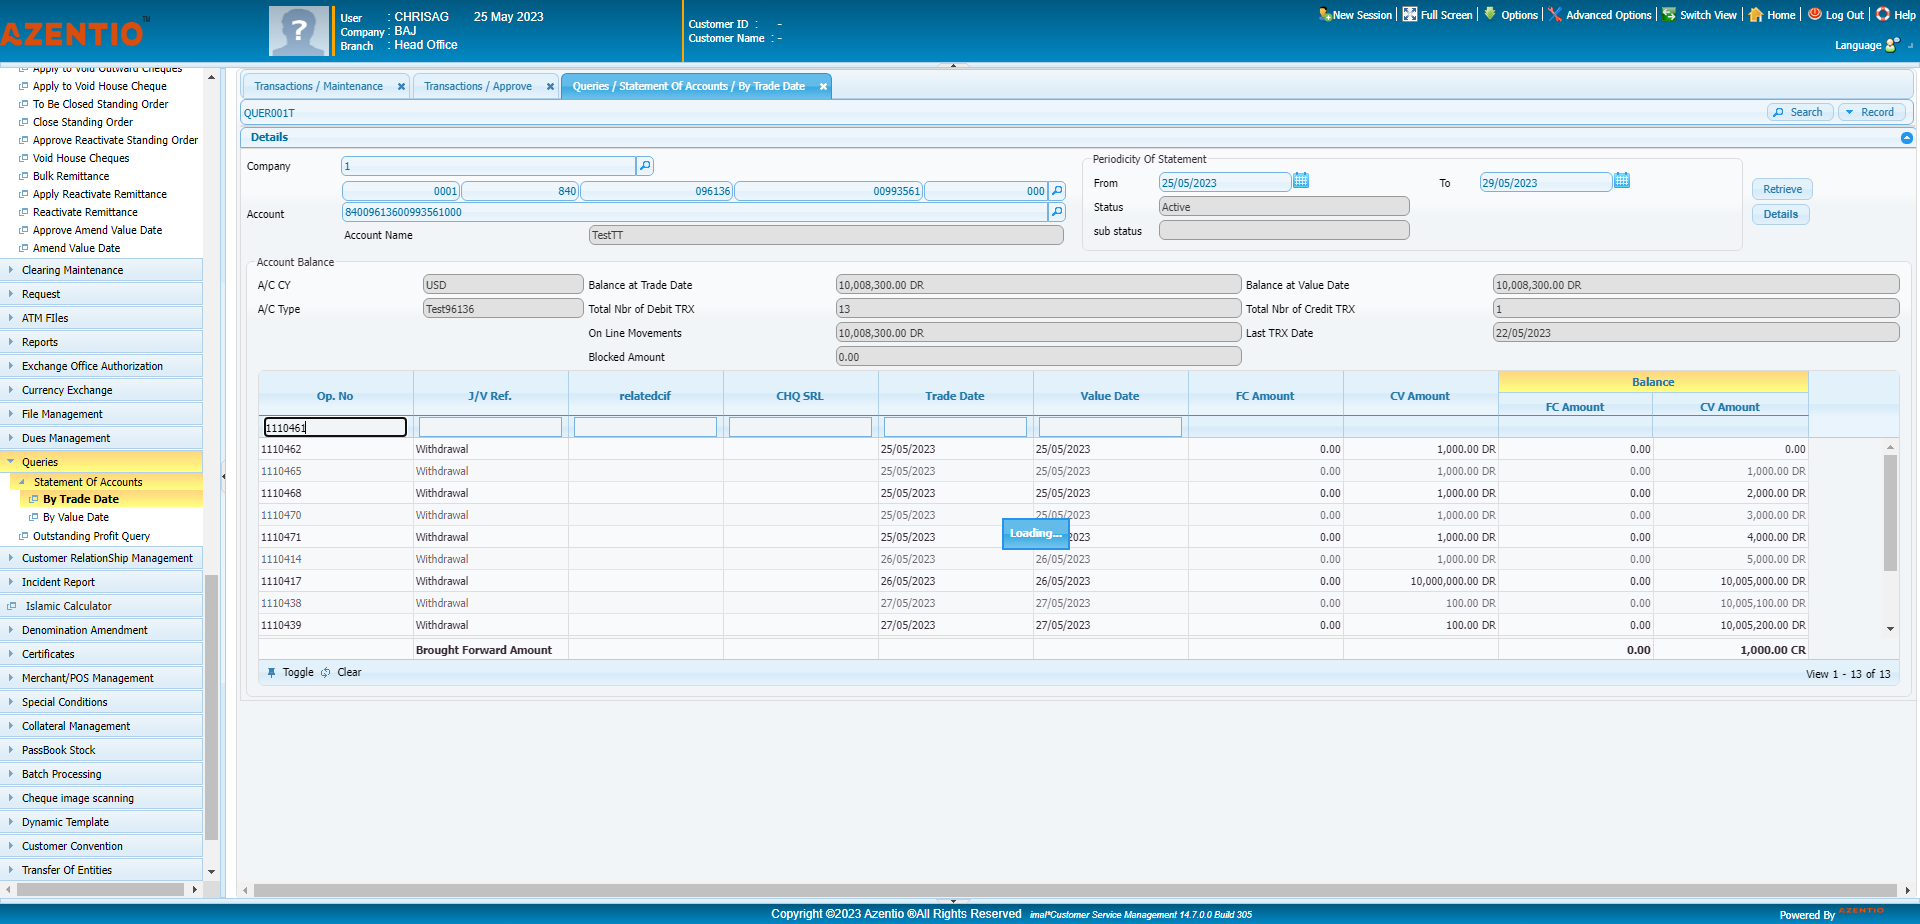 AZENTIO™
User : CHRISAG 25 May 2023
Company : BAJ
Branch : Head Office
Customer ID : -
Customer Name : -
New Session
Full Screen
Options
Advanced Options
Switch View
Home
Log Out
Help
Language
Apply to Void Outward Cheques
Apply to Void House Cheque
To Be Closed Standing Order
Close Standing Order
Approve Reactivate Standing Order
Void House Cheques
Bulk Remittance
Apply Reactivate Remittance
Reactivate Remittance
Approve Amend Value Date
Amend Value Date
Clearing Maintenance
Request
ATM FIles
Reports
Exchange Office Authorization
Currency Exchange
File Management
Dues Management
Queries
Statement Of Accounts
By Trade Date
By Value Date
Outstanding Profit Query
Customer RelationShip Management
Incident Report
Islamic Calculator
Denomination Amendment
Certificates
Merchant/POS Management
Special Conditions
Collateral Management
PassBook Stock
Batch Processing
Cheque image scanning
Dynamic Template
Customer Convention
Transfer Of Entities
Transactions / Maintenance
Transactions / Approve
Queries / Statement Of Accounts / By Trade Date
QUER001T
Search
Record
Details
Company 1
0001 840 096136 00993561 000
Account 84009613600993561000
Account Name TestTT
Periodicity Of Statement
From 25/05/2023 To 29/05/2023
Status Active
sub status
Retrieve
Details
Account Balance
A/C CY USD Balance at Trade Date 10,008,300.00 DR Balance at Value Date 10,008,300.00 DR
A/C Type Test96136 Total Nbr of Debit TRX 13 Total Nbr of Credit TRX 1
On Line Movements 10,008,300.00 DR Last TRX Date 22/05/2023
Blocked Amount 0.00
Op. No J/V Ref. relatedcif CHQ SRL Trade Date Value Date FC Amount CV Amount Balance
FC Amount CV Amount
1110461
1110462 Withdrawal 25/05/2023 25/05/2023 0.00 1,000.00 DR 0.00 0.00
1110465 Withdrawal 25/05/2023 25/05/2023 0.00 1,000.00 DR 0.00 1,000.00 DR
1110468 Withdrawal 25/05/2023 25/05/2023 0.00 1,000.00 DR 0.00 2,000.00 DR
1110470 Withdrawal 25/05/2023 25/05/2023 0.00 1,000.00 DR 0.00 3,000.00 DR
Loading...
1110471 Withdrawal 25/05/2023 2023 0.00 1,000.00 DR 0.00 4,000.00 DR
1110414 Withdrawal 26/05/2023 26/05/2023 0.00 1,000.00 DR 0.00 5,000.00 DR
1110417 Withdrawal 26/05/2023 26/05/2023 0.00 10,000,000.00 DR 0.00 10,005,000.00 DR
1110438 Withdrawal 27/05/2023 27/05/2023 0.00 100.00 DR 0.00 10,005,100.00 DR
1110439 Withdrawal 27/05/2023 27/05/2023 0.00 100.00 DR 0.00 10,005,200.00 DR
Brought Forward Amount 0.00 1,000.00 CR
Toggle Clear
View 1 - 13 of 13
Copyright ©2023 Azentio ®All Rights Reserved imal*Customer Service Management 14.7.0.0 Build 305
Powered By AZENTIO